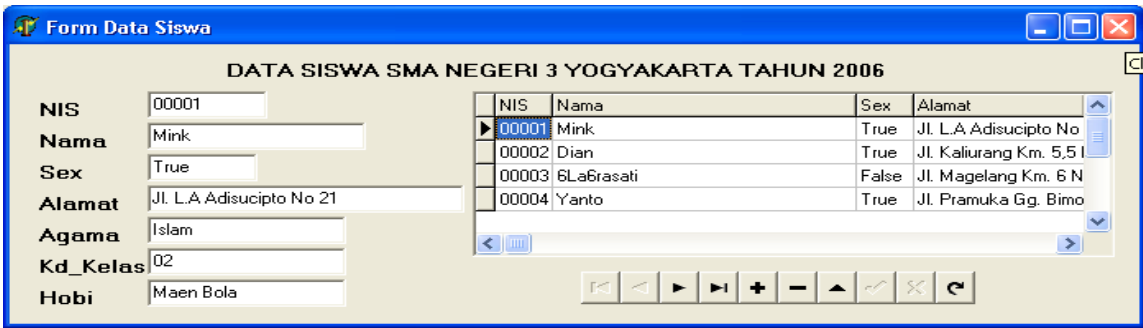 Form Data Siswa
DATA SISWA SMA NEGERI 3 YOGYAKARTA TAHUN 2006
NIS 00001
Nama Mink
Sex True
Alamat Jl. L.A Adisucipto No 21
Agama Islam
Kd_Kelas 02
Hobi Maen Bola
NIS Nama Sex Alamat
00001 Mink True Jl. L.A Adisucipto No
00002 Dian True Jl. Kaliurang Km. 5,5
00003 6La6rasati False Jl. Magelang Km. 6 N
00004 Yanto True Jl. Pramuka Gg. Bimo